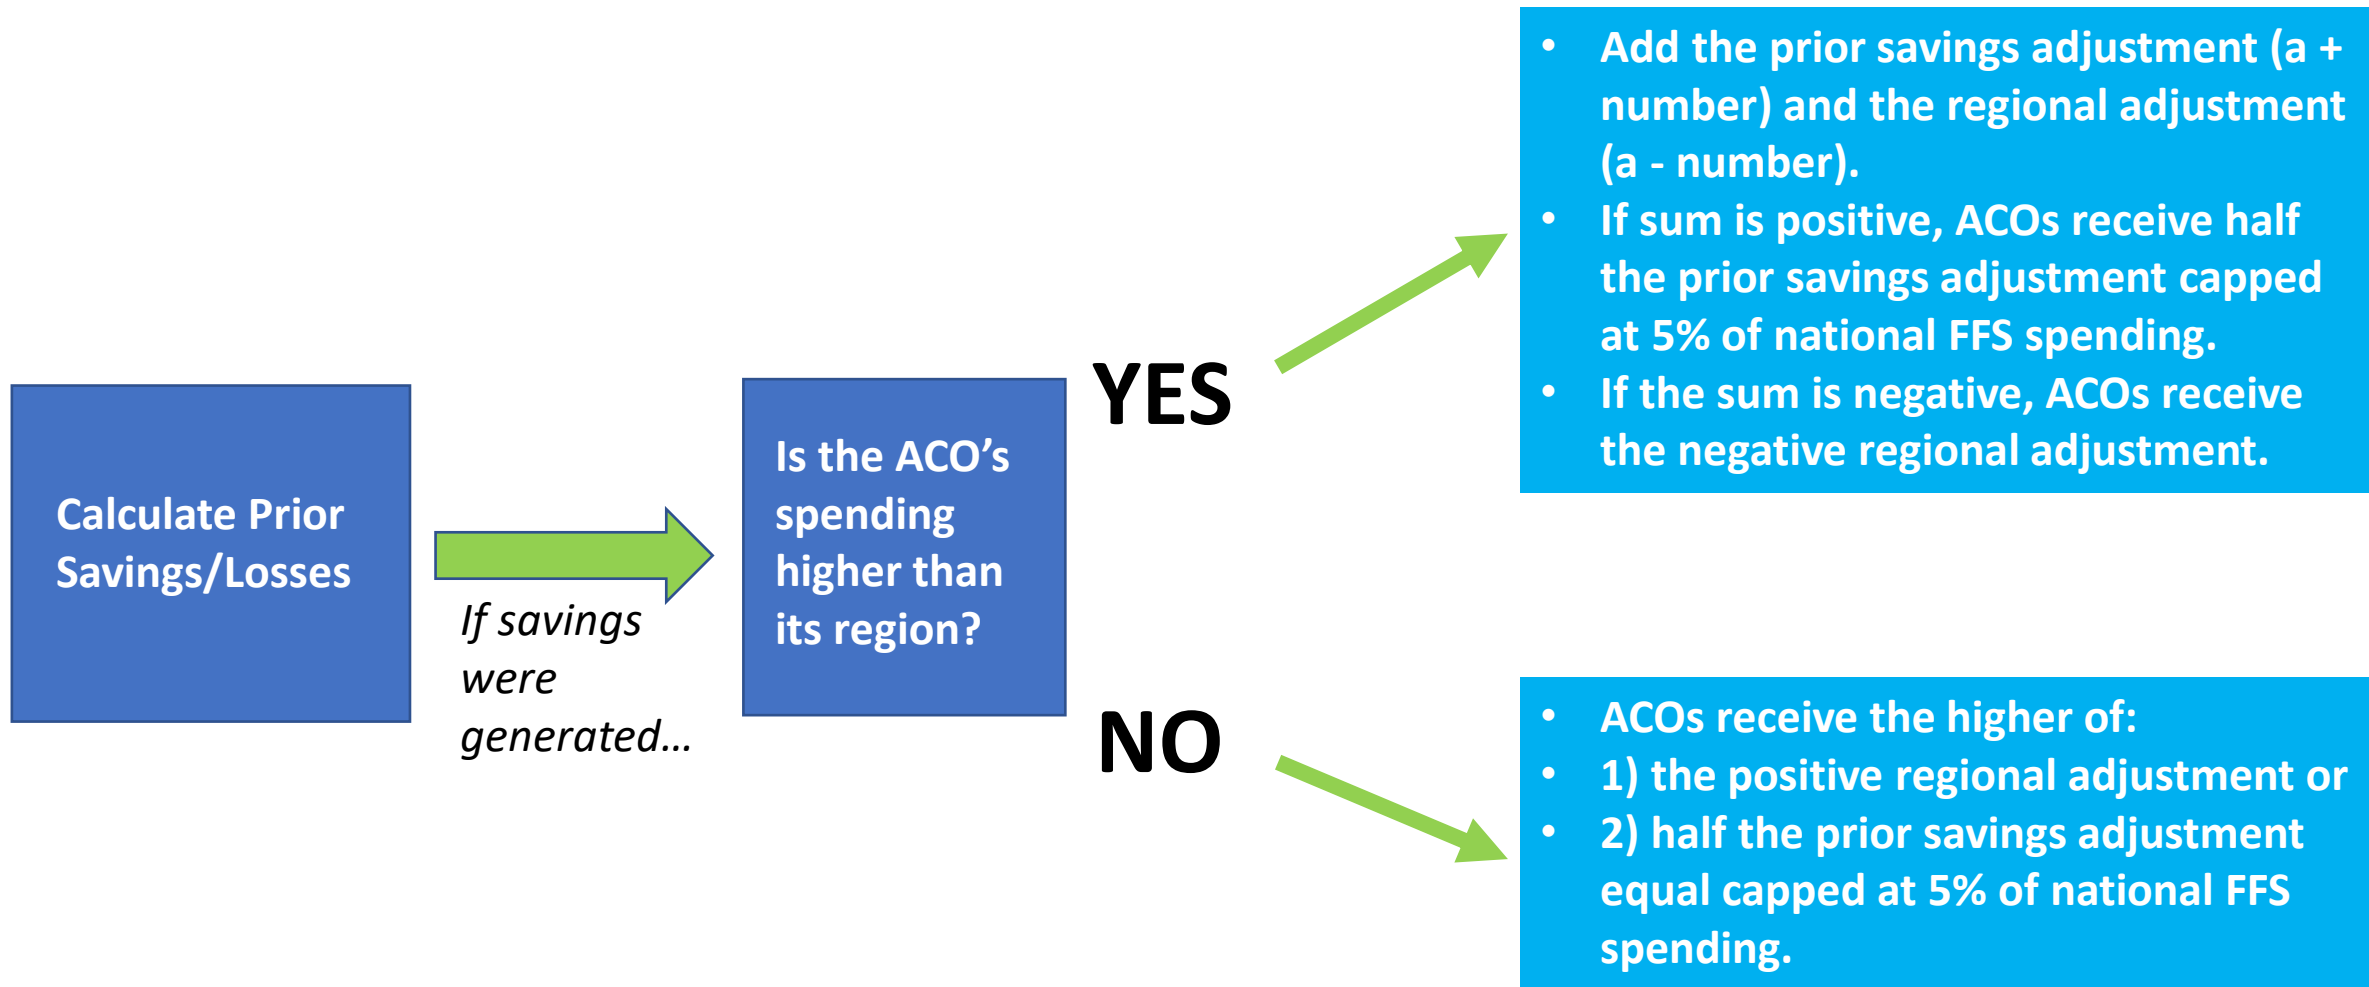 Calculate Prior
Savings/Losses
If savings
were
generated…
Is the ACO’s
spending
higher than
its region?
YES
• Add the prior savings adjustment (a +
number) and the regional adjustment
(a - number).
• If sum is positive, ACOs receive half
the prior savings adjustment capped
at 5% of national FFS spending.
• If the sum is negative, ACOs receive
the negative regional adjustment.
NO
• ACOs receive the higher of:
• 1) the positive regional adjustment or
• 2) half the prior savings adjustment
equal capped at 5% of national FFS
spending.